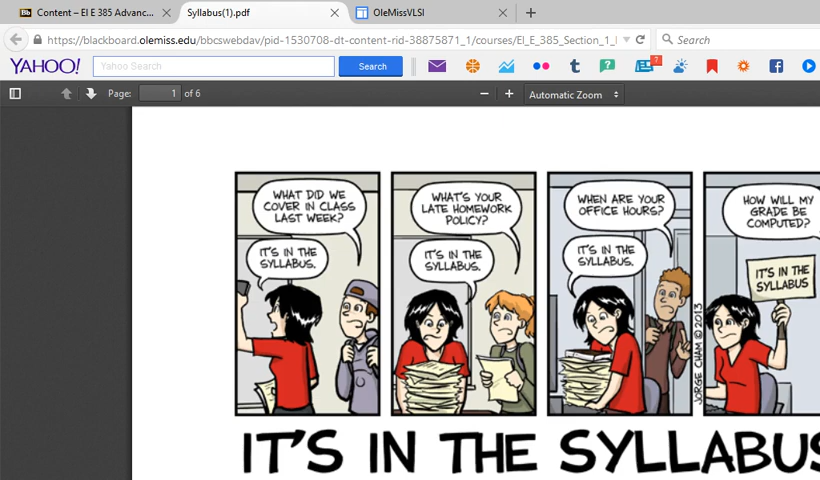 Bb Content – El E 385 Advanc...
Syllabus(1).pdf
OleMissVLSI
https://blackboard.olemiss.edu/bbcswebdav/pid-1530708-dt-content-rid-38875871_1/courses/El_E_385_Section_1_
Search
YAHOO!
Yahoo Search
Search
7
Page: 1 of 6
Automatic Zoom
WHAT DID WE
COVER IN CLASS
LAST WEEK?
IT'S IN THE
SYLLABUS.
WHAT'S YOUR
LATE HOMEWORK
POLICY?
IT'S IN THE
SYLLABUS.
WHEN ARE YOUR
OFFICE HOURS?
IT'S IN THE
SYLLABUS.
HOW WILL MY
GRADE BE
COMPUTED?
IT'S IN THE
SYLLABUS
JORGE CHAM © 2013
IT'S IN THE SYLLABUS